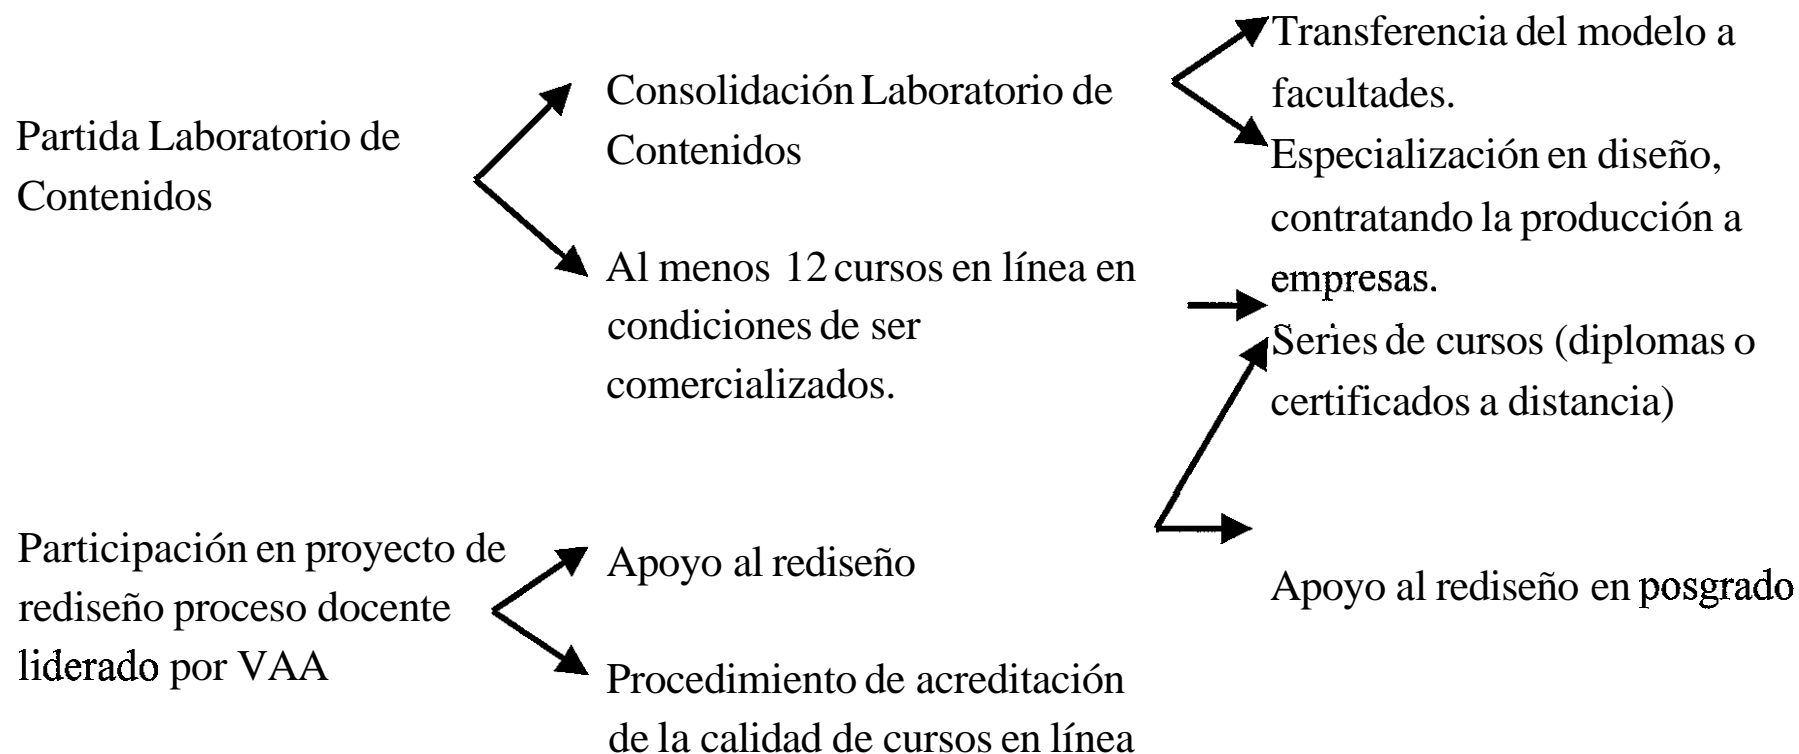 Partida Laboratorio de
Contenidos
Consolidación Laboratorio de
Contenidos
Al menos 12 cursos en línea en
condiciones de ser
comercializados.
Transferencia del modelo a
facultades.
Especialización en diseño,
contratando la producción a
empresas.
Series de cursos (diplomas o
certificados a distancia)
Participación en proyecto de
rediseño proceso docente
liderado por VAA
Apoyo al rediseño
Procedimiento de acreditación
de la calidad de cursos en línea
Apoyo al rediseño en posgrado